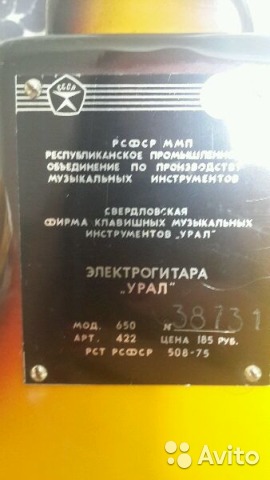 СССР
РСФСР ММП
РЕСПУБЛИКАНСКОЕ ПРОМЫШЛЕННОЕ
ОБЪЕДИНЕНИЕ ПО ПРОИЗВОДСТВУ
МУЗЫКАЛЬНЫХ ИНСТРУМЕНТОВ
СВЕРДЛОВСКАЯ
ФИРМА КЛАВИШНЫХ МУЗЫКАЛЬНЫХ
ИНСТРУМЕНТОВ „УРАЛ"
ЭЛЕКТРОГИТАРА
„УРАЛ"
МОД. 650 N 38731
АРТ. 422 ЦЕНА 185 РУБ.
РСТ РСФСР 508-75
Avito